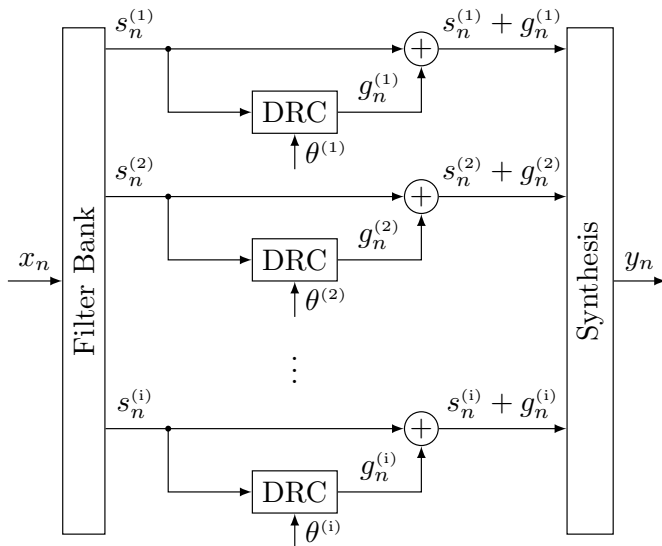 s_n^{(1)} s_n^{(1)} + g_n^{(1)}
g_n^{(1)}
DRC
θ^{(1)}
s_n^{(2)} s_n^{(2)} + g_n^{(2)}
g_n^{(2)}
DRC
θ^{(2)}
x_n Filter Bank Synthesis y_n
⋮
s_n^{(i)} s_n^{(i)} + g_n^{(i)}
g_n^{(i)}
DRC
θ^{(i)}